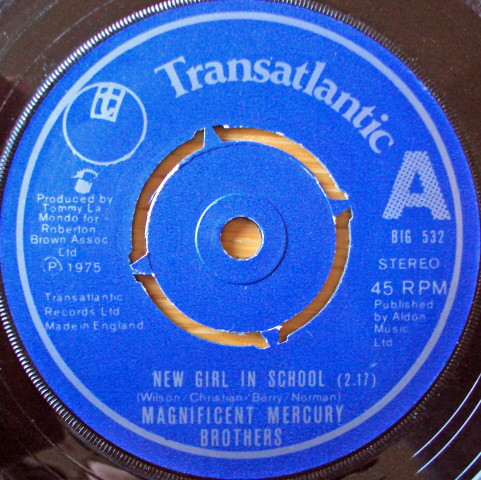 Transatlantic
A
BIG 532
STEREO
45 RPM
Published
by Aldon
Music
Ltd
Produced by
Tommy La
Mondo for -
Roberton
Brown Assoc.
Ltd
Ⓟ 1975
Transatlantic
Records Ltd
Made in England
NEW GIRL IN SCHOOL (2.17)
(Wilson/Christian/Berry/Norman)
MAGNIFICENT MERCURY
BROTHERS